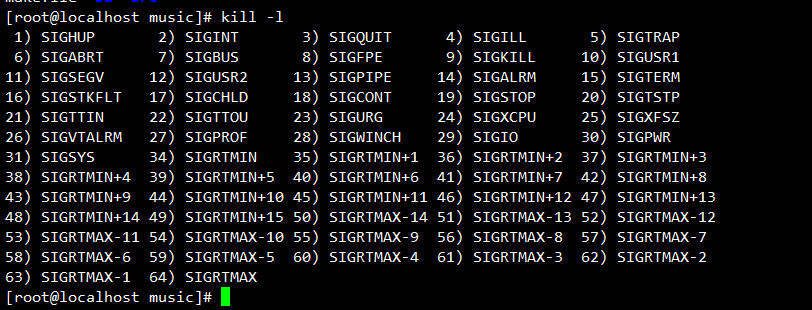 [root@localhost music]# kill -l
1) SIGHUP 2) SIGINT 3) SIGQUIT 4) SIGILL 5) SIGTRAP
6) SIGABRT 7) SIGBUS 8) SIGFPE 9) SIGKILL 10) SIGUSR1
11) SIGSEGV 12) SIGUSR2 13) SIGPIPE 14) SIGALRM 15) SIGTERM
16) SIGSTKFLT 17) SIGCHLD 18) SIGCONT 19) SIGSTOP 20) SIGTSTP
21) SIGTTIN 22) SIGTTOU 23) SIGURG 24) SIGXCPU 25) SIGXFSZ
26) SIGVTALRM 27) SIGPROF 28) SIGWINCH 29) SIGIO 30) SIGPWR
31) SIGSYS 34) SIGRTMIN 35) SIGRTMIN+1 36) SIGRTMIN+2 37) SIGRTMIN+3
38) SIGRTMIN+4 39) SIGRTMIN+5 40) SIGRTMIN+6 41) SIGRTMIN+7 42) SIGRTMIN+8
43) SIGRTMIN+9 44) SIGRTMIN+10 45) SIGRTMIN+11 46) SIGRTMIN+12 47) SIGRTMIN+13
48) SIGRTMIN+14 49) SIGRTMIN+15 50) SIGRTMAX-14 51) SIGRTMAX-13 52) SIGRTMAX-12
53) SIGRTMAX-11 54) SIGRTMAX-10 55) SIGRTMAX-9 56) SIGRTMAX-8 57) SIGRTMAX-7
58) SIGRTMAX-6 59) SIGRTMAX-5 60) SIGRTMAX-4 61) SIGRTMAX-3 62) SIGRTMAX-2
63) SIGRTMAX-1 64) SIGRTMAX
[root@localhost music]#